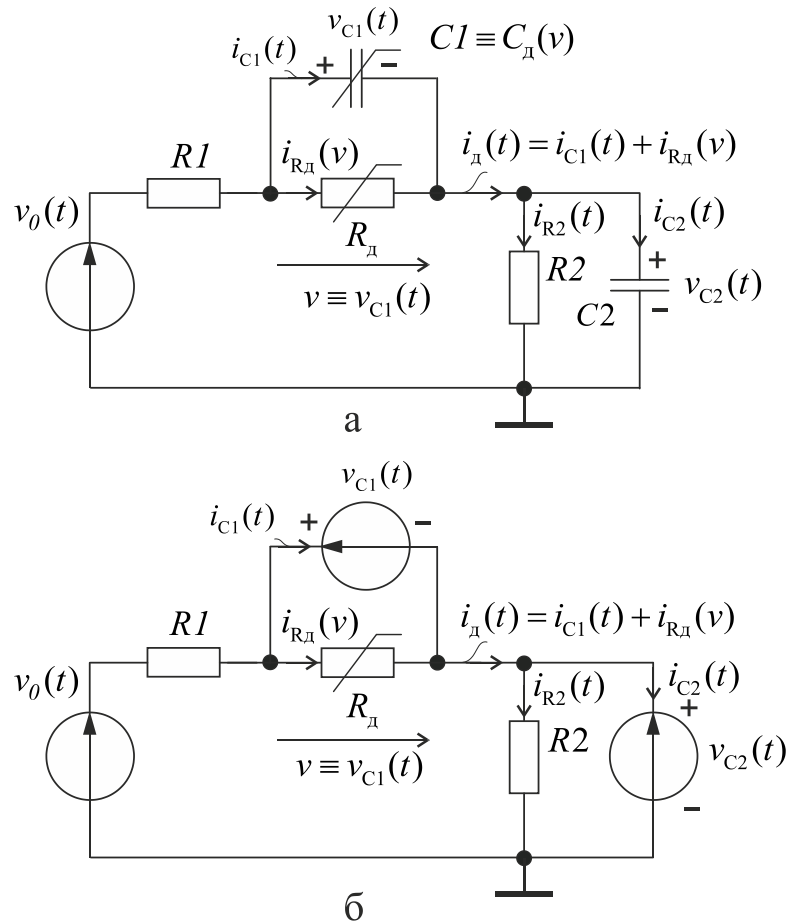 v_C1(t)
i_C1(t)
+
−
C1 ≡ C_д(v)
R1
i_Rд(v)
i_д(t) = i_C1(t) + i_Rд(v)
v_0(t)
R_д
i_R2(t)
i_C2(t)
v ≡ v_C1(t)
R2
C2
+
−
v_C2(t)
а
v_C1(t)
i_C1(t)
+
−
R1
i_Rд(v)
i_д(t) = i_C1(t) + i_Rд(v)
v_0(t)
R_д
i_R2(t)
i_C2(t)
v ≡ v_C1(t)
R2
+
−
v_C2(t)
б